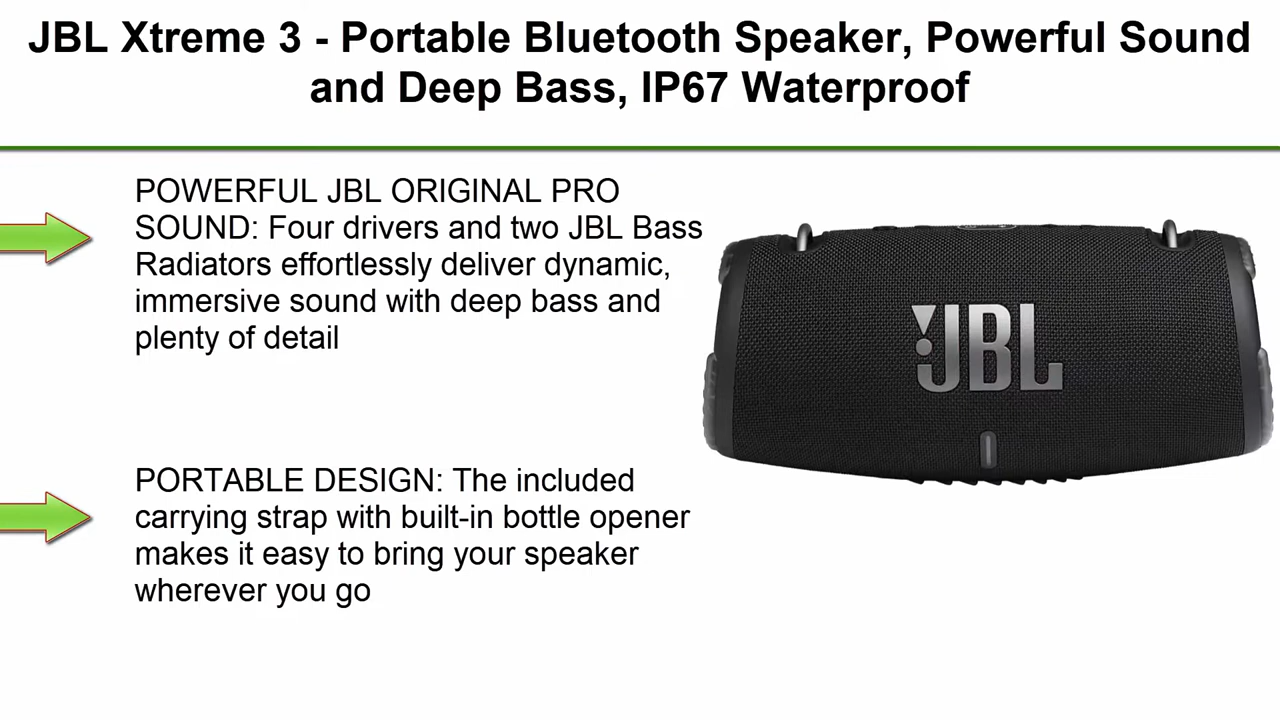 JBL Xtreme 3 - Portable Bluetooth Speaker, Powerful Sound
and Deep Bass, IP67 Waterproof
POWERFUL JBL ORIGINAL PRO
SOUND: Four drivers and two JBL Bass
Radiators effortlessly deliver dynamic,
immersive sound with deep bass and
plenty of detail
JBL
PORTABLE DESIGN: The included
carrying strap with built-in bottle opener
makes it easy to bring your speaker
wherever you go